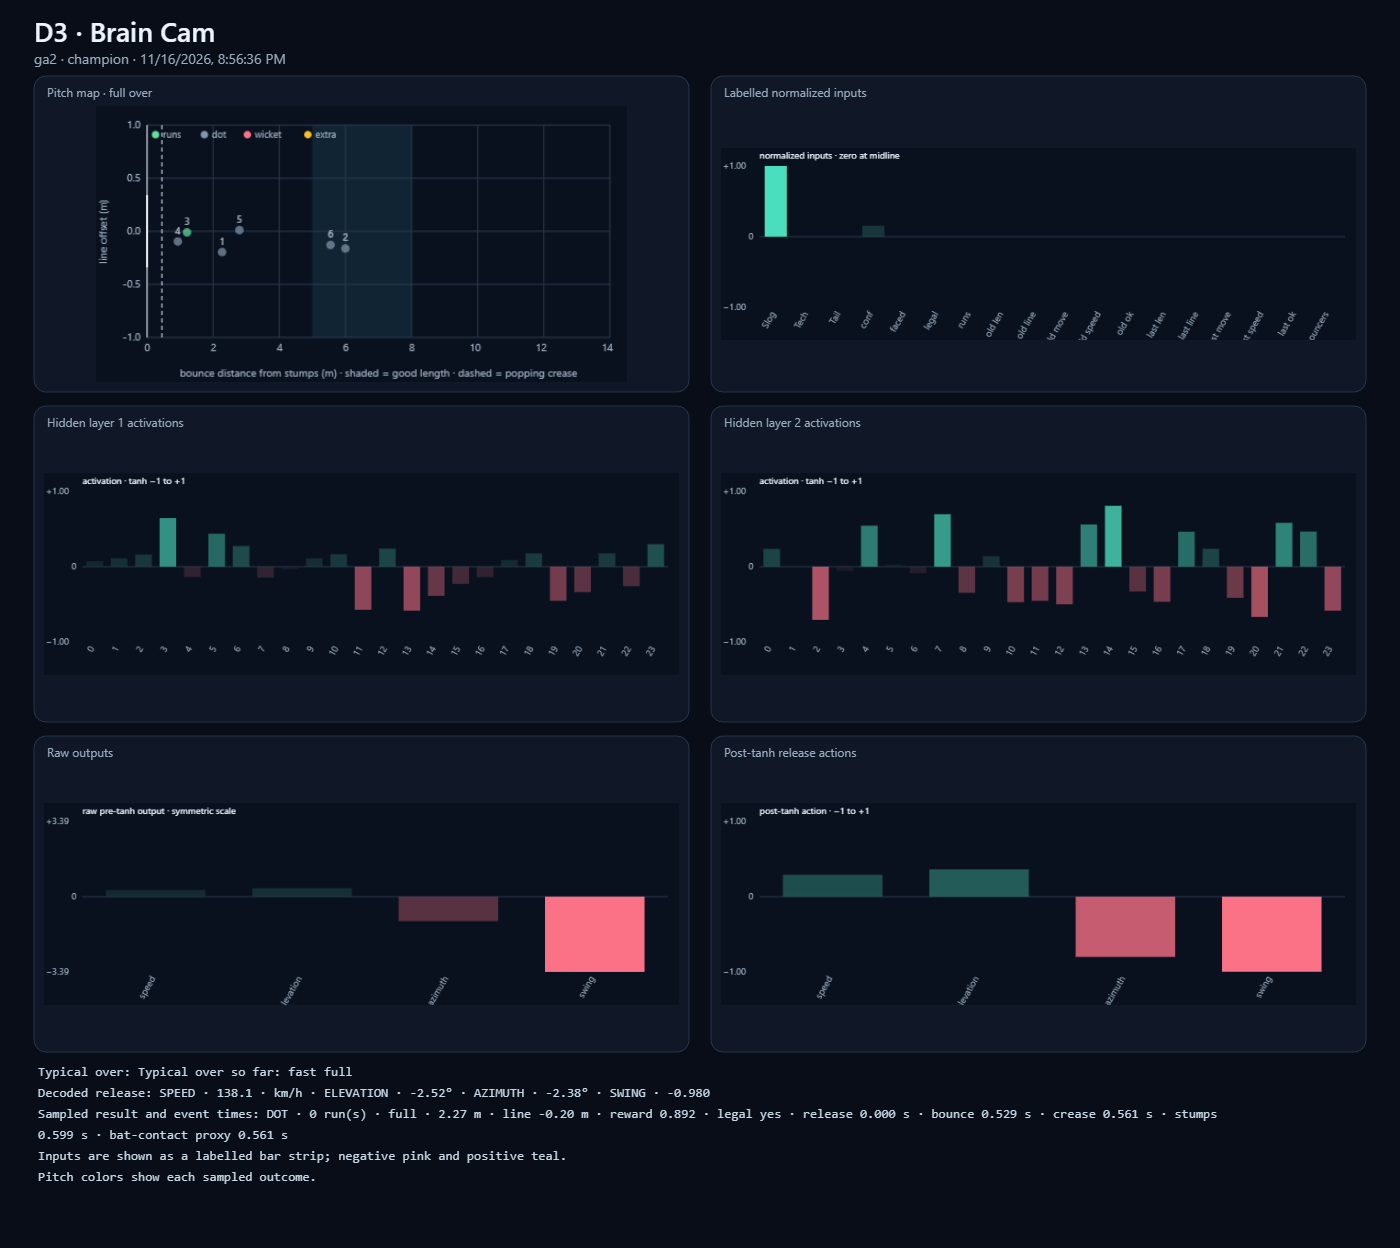 D3 · Brain Cam
ga2 · champion · 11/16/2026, 8:56:36 PM
Pitch map · full over
runs dot wicket extra
1.0
0.5
0.0
-0.5
-1.0
line offset (m)
4
3
1
5
6
2
0 2 4 6 8 10 12 14
bounce distance from stumps (m) · shaded = good length · dashed = popping crease
Labelled normalized inputs
normalized inputs · zero at midline
+1.00
0
−1.00
Slog Tech Tail conf faced legal runs old len old line ld move d speed old ok last len last line st move t speed last ok ouncers
Hidden layer 1 activations
activation · tanh −1 to +1
+1.00
0
−1.00
0 1 2 3 4 5 6 7 8 9 10 11 12 13 14 15 16 17 18 19 20 21 22 23
Hidden layer 2 activations
activation · tanh −1 to +1
+1.00
0
−1.00
0 1 2 3 4 5 6 7 8 9 10 11 12 13 14 15 16 17 18 19 20 21 22 23
Raw outputs
raw pre-tanh output · symmetric scale
+3.39
0
−3.39
speed levation azimuth swing
Post-tanh release actions
post-tanh action · −1 to +1
+1.00
0
−1.00
speed levation azimuth swing
Typical over: Typical over so far: fast full
Decoded release: SPEED · 138.1 · km/h · ELEVATION · -2.52° · AZIMUTH · -2.38° · SWING · -0.980
Sampled result and event times: DOT · 0 run(s) · full · 2.27 m · line -0.20 m · reward 0.892 · legal yes · release 0.000 s · bounce 0.529 s · crease 0.561 s · stumps
0.599 s · bat-contact proxy 0.561 s
Inputs are shown as a labelled bar strip; negative pink and positive teal.
Pitch colors show each sampled outcome.